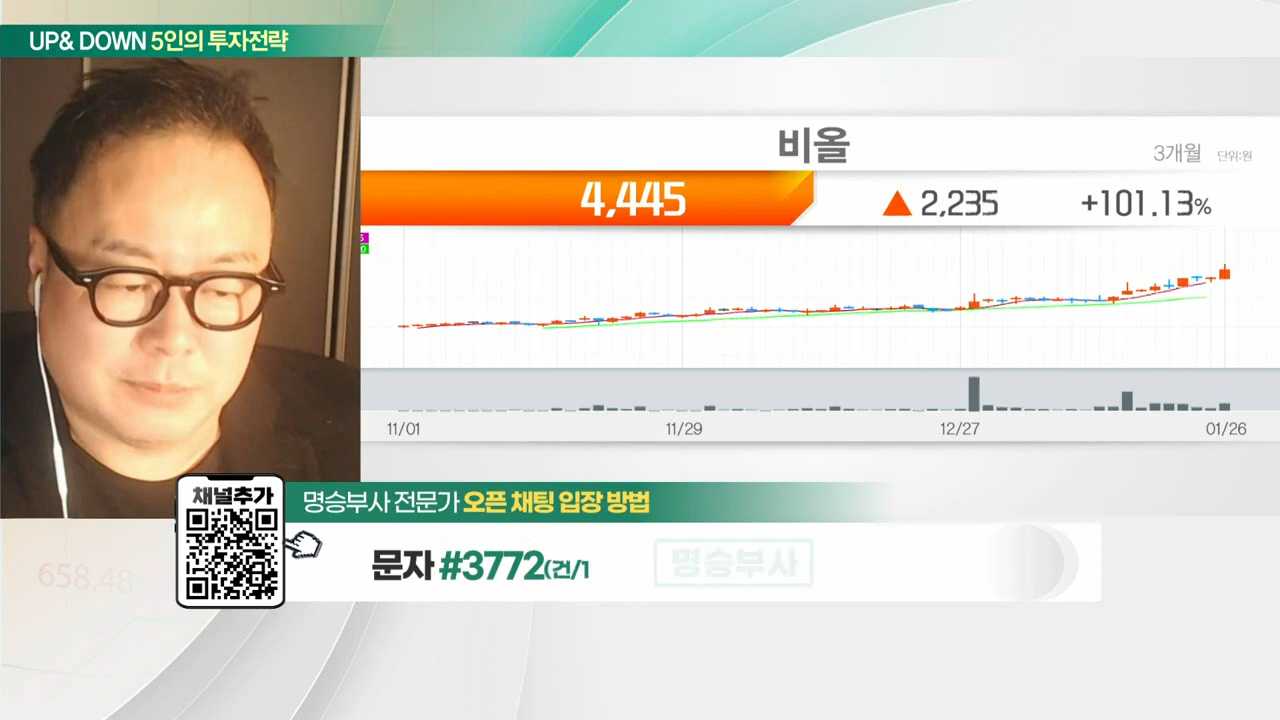 UP& DOWN 5인의 투자전략
비올
3개월 단위:원
4,445 ▲ 2,235 +101.13%
11/01 11/29 12/27 01/26
채널추가
명승부사 전문가 오픈 채팅 입장 방법
문자 #3772(건/1
명승부사
658.48